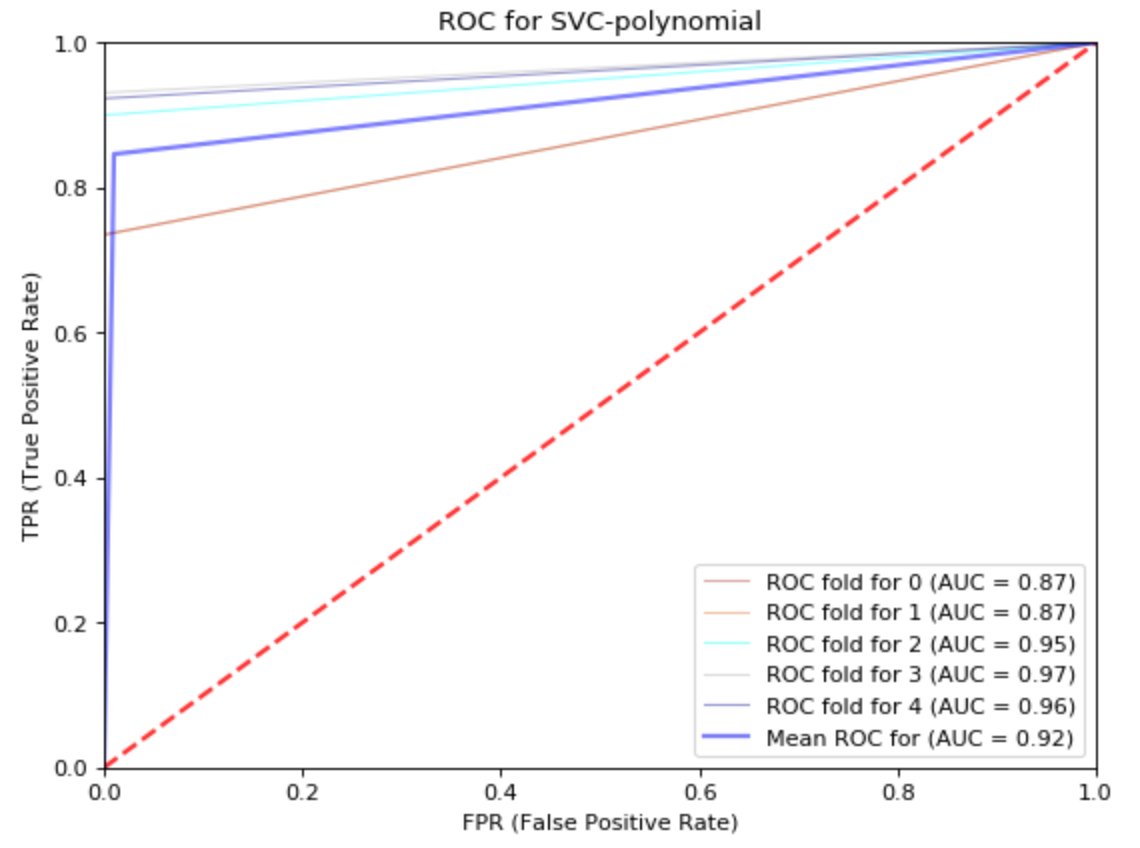 ROC for SVC-polynomial
1.0
0.8
0.6
0.4
0.2
0.0
TPR (True Positive Rate)
ROC fold for 0 (AUC = 0.87)
ROC fold for 1 (AUC = 0.87)
ROC fold for 2 (AUC = 0.95)
ROC fold for 3 (AUC = 0.97)
ROC fold for 4 (AUC = 0.96)
Mean ROC for (AUC = 0.92)
0.0 0.2 0.4 0.6 0.8 1.0
FPR (False Positive Rate)